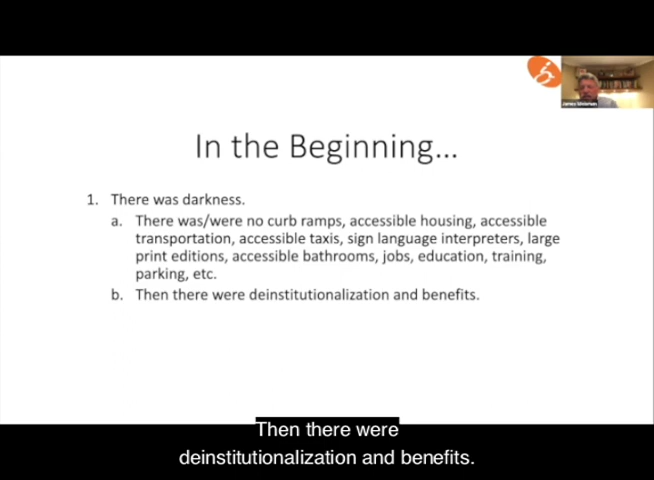 In the Beginning...
1. There was darkness.
a. There was/were no curb ramps, accessible housing, accessible
transportation, accessible taxis, sign language interpreters, large
print editions, accessible bathrooms, jobs, education, training,
parking, etc.
b. Then there were deinstitutionalization and benefits.
Then there were
deinstitutionalization and benefits.